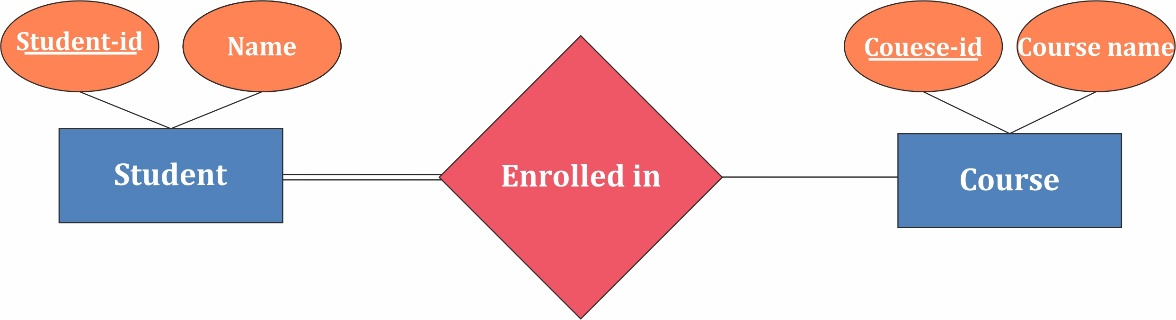 Student-id
Name
Couese-id
Course name
Student
Enrolled in
Course